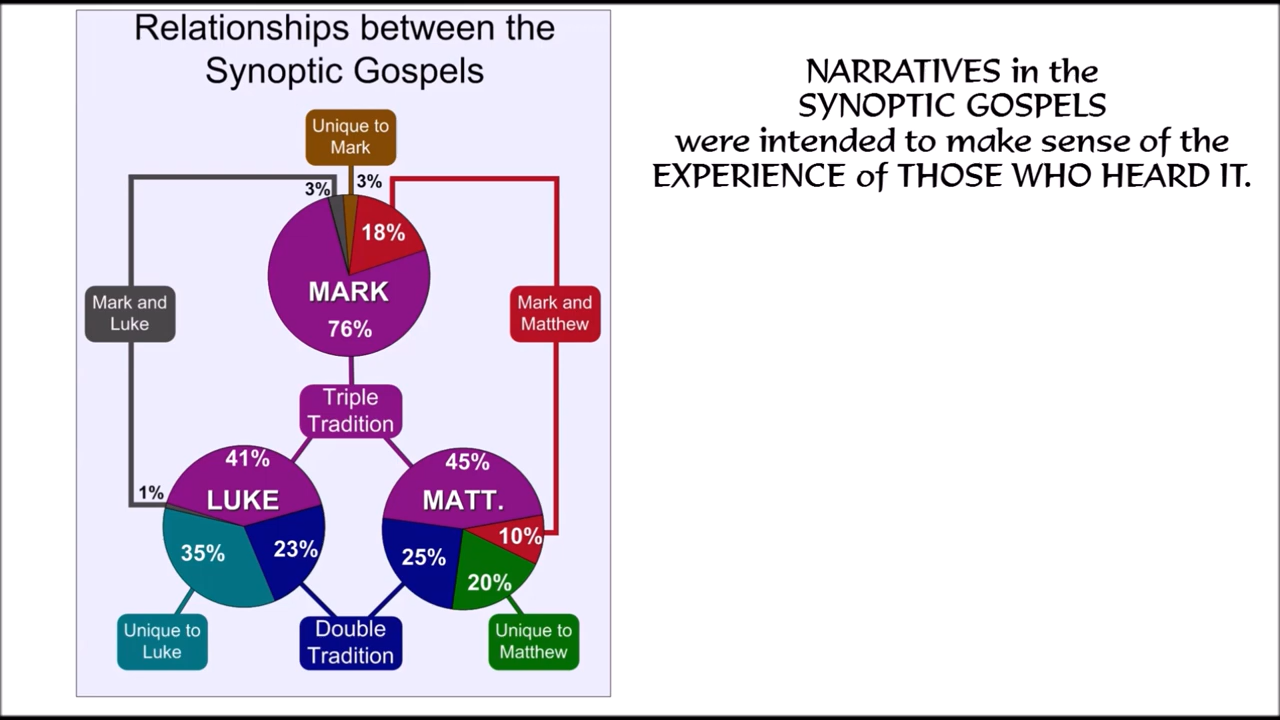 Relationships between the
Synoptic Gospels
Unique to
Mark
3%
3%
18%
MARK
76%
Mark and
Luke
Mark and
Matthew
Triple
Tradition
41%
LUKE
1%
35%
23%
45%
MATT.
10%
25%
20%
Unique to
Luke
Double
Tradition
Unique to
Matthew
NARRATIVES in the
SYNOPTIC GOSPELS
were intended to make sense of the
EXPERIENCE of THOSE WHO HEARD IT.